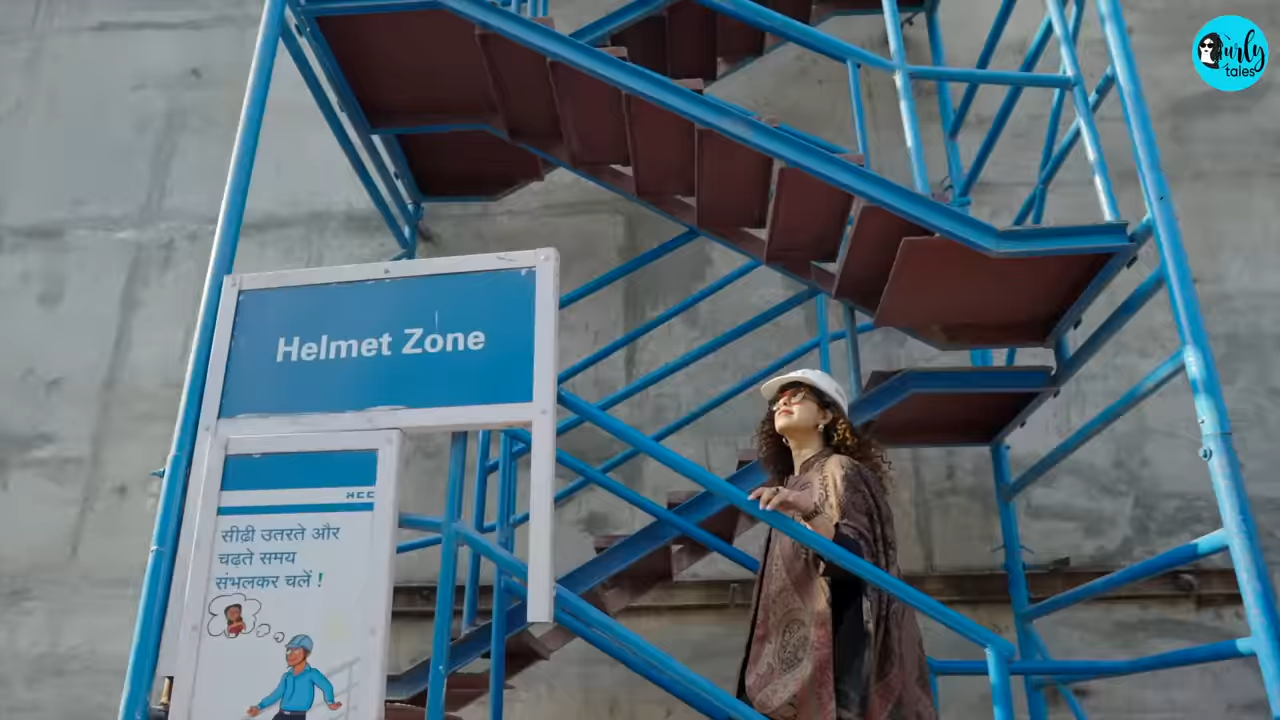 Curly
tales
Helmet Zone
HCC
सीढ़ी उतरते और
चढ़ते समय
संभलकर चलें !